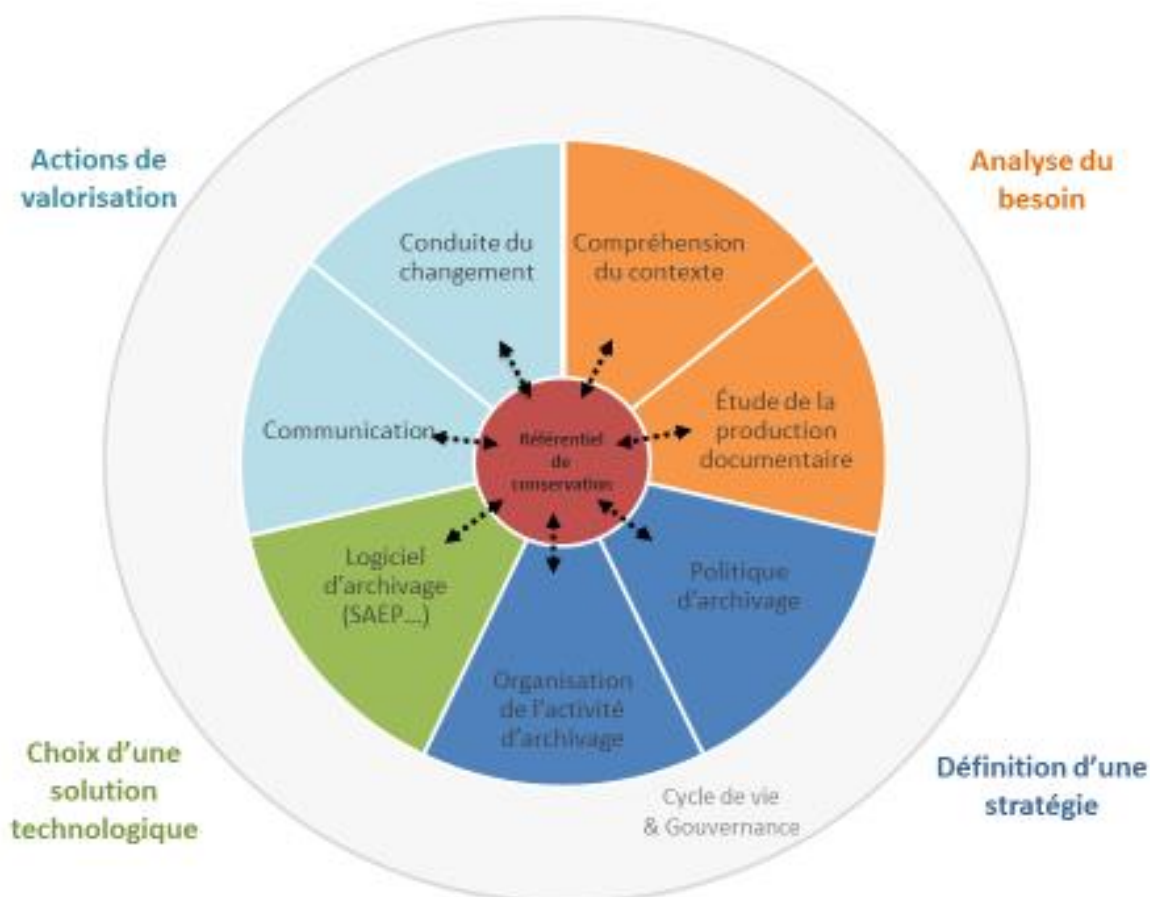 Actions de
valorisation
Analyse du
besoin
Conduite du
changement
Compréhension
du contexte
Communication
Référentiel
de
conservation
Étude de la
production
documentaire
Logiciel
d'archivage
(SAEP...)
Politique
d'archivage
Organisation
de l'activité
d'archivage
Choix d'une
solution
technologique
Définition d'une
stratégie
Cycle de vie
& Gouvernance